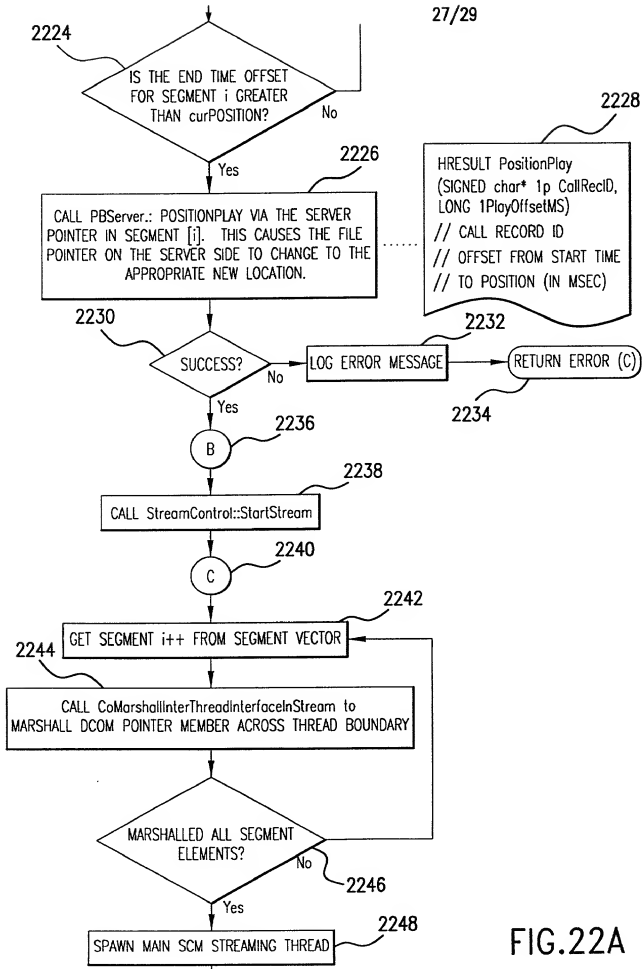 27/29
2224
IS THE END TIME OFFSET
FOR SEGMENT i GREATER
THAN curPOSITION?
No
Yes
2226
CALL PBServer.: POSITIONPLAY VIA THE SERVER
POINTER IN SEGMENT [i]. THIS CAUSES THE FILE
POINTER ON THE SERVER SIDE TO CHANGE TO THE
APPROPRIATE NEW LOCATION.
2228
HRESULT PositionPlay
(SIGNED char* 1p CallRecID,
LONG 1PlayOffsetMS)
// CALL RECORD ID
// OFFSET FROM START TIME
// TO POSITION (IN MSEC)
2230
SUCCESS?
No
Yes
2232
LOG ERROR MESSAGE
RETURN ERROR (C)
2234
B
2236
2238
CALL StreamControl::StartStream
C
2240
2242
GET SEGMENT i++ FROM SEGMENT VECTOR
2244
CALL CoMarshallInterThreadInterfaceInStream to
MARSHALL DCOM POINTER MEMBER ACROSS THREAD BOUNDARY
MARSHALLED ALL SEGMENT
ELEMENTS?
No
2246
Yes
2248
SPAWN MAIN SCM STREAMING THREAD
FIG.22A